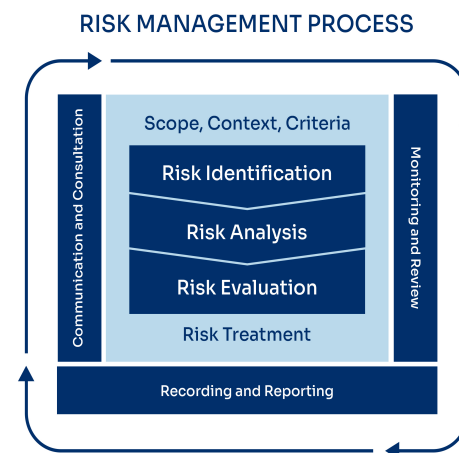 RISK MANAGEMENT PROCESS
Communication and Consultation
Scope, Context, Criteria
Risk Identification
Risk Analysis
Risk Evaluation
Risk Treatment
Monitoring and Review
Recording and Reporting